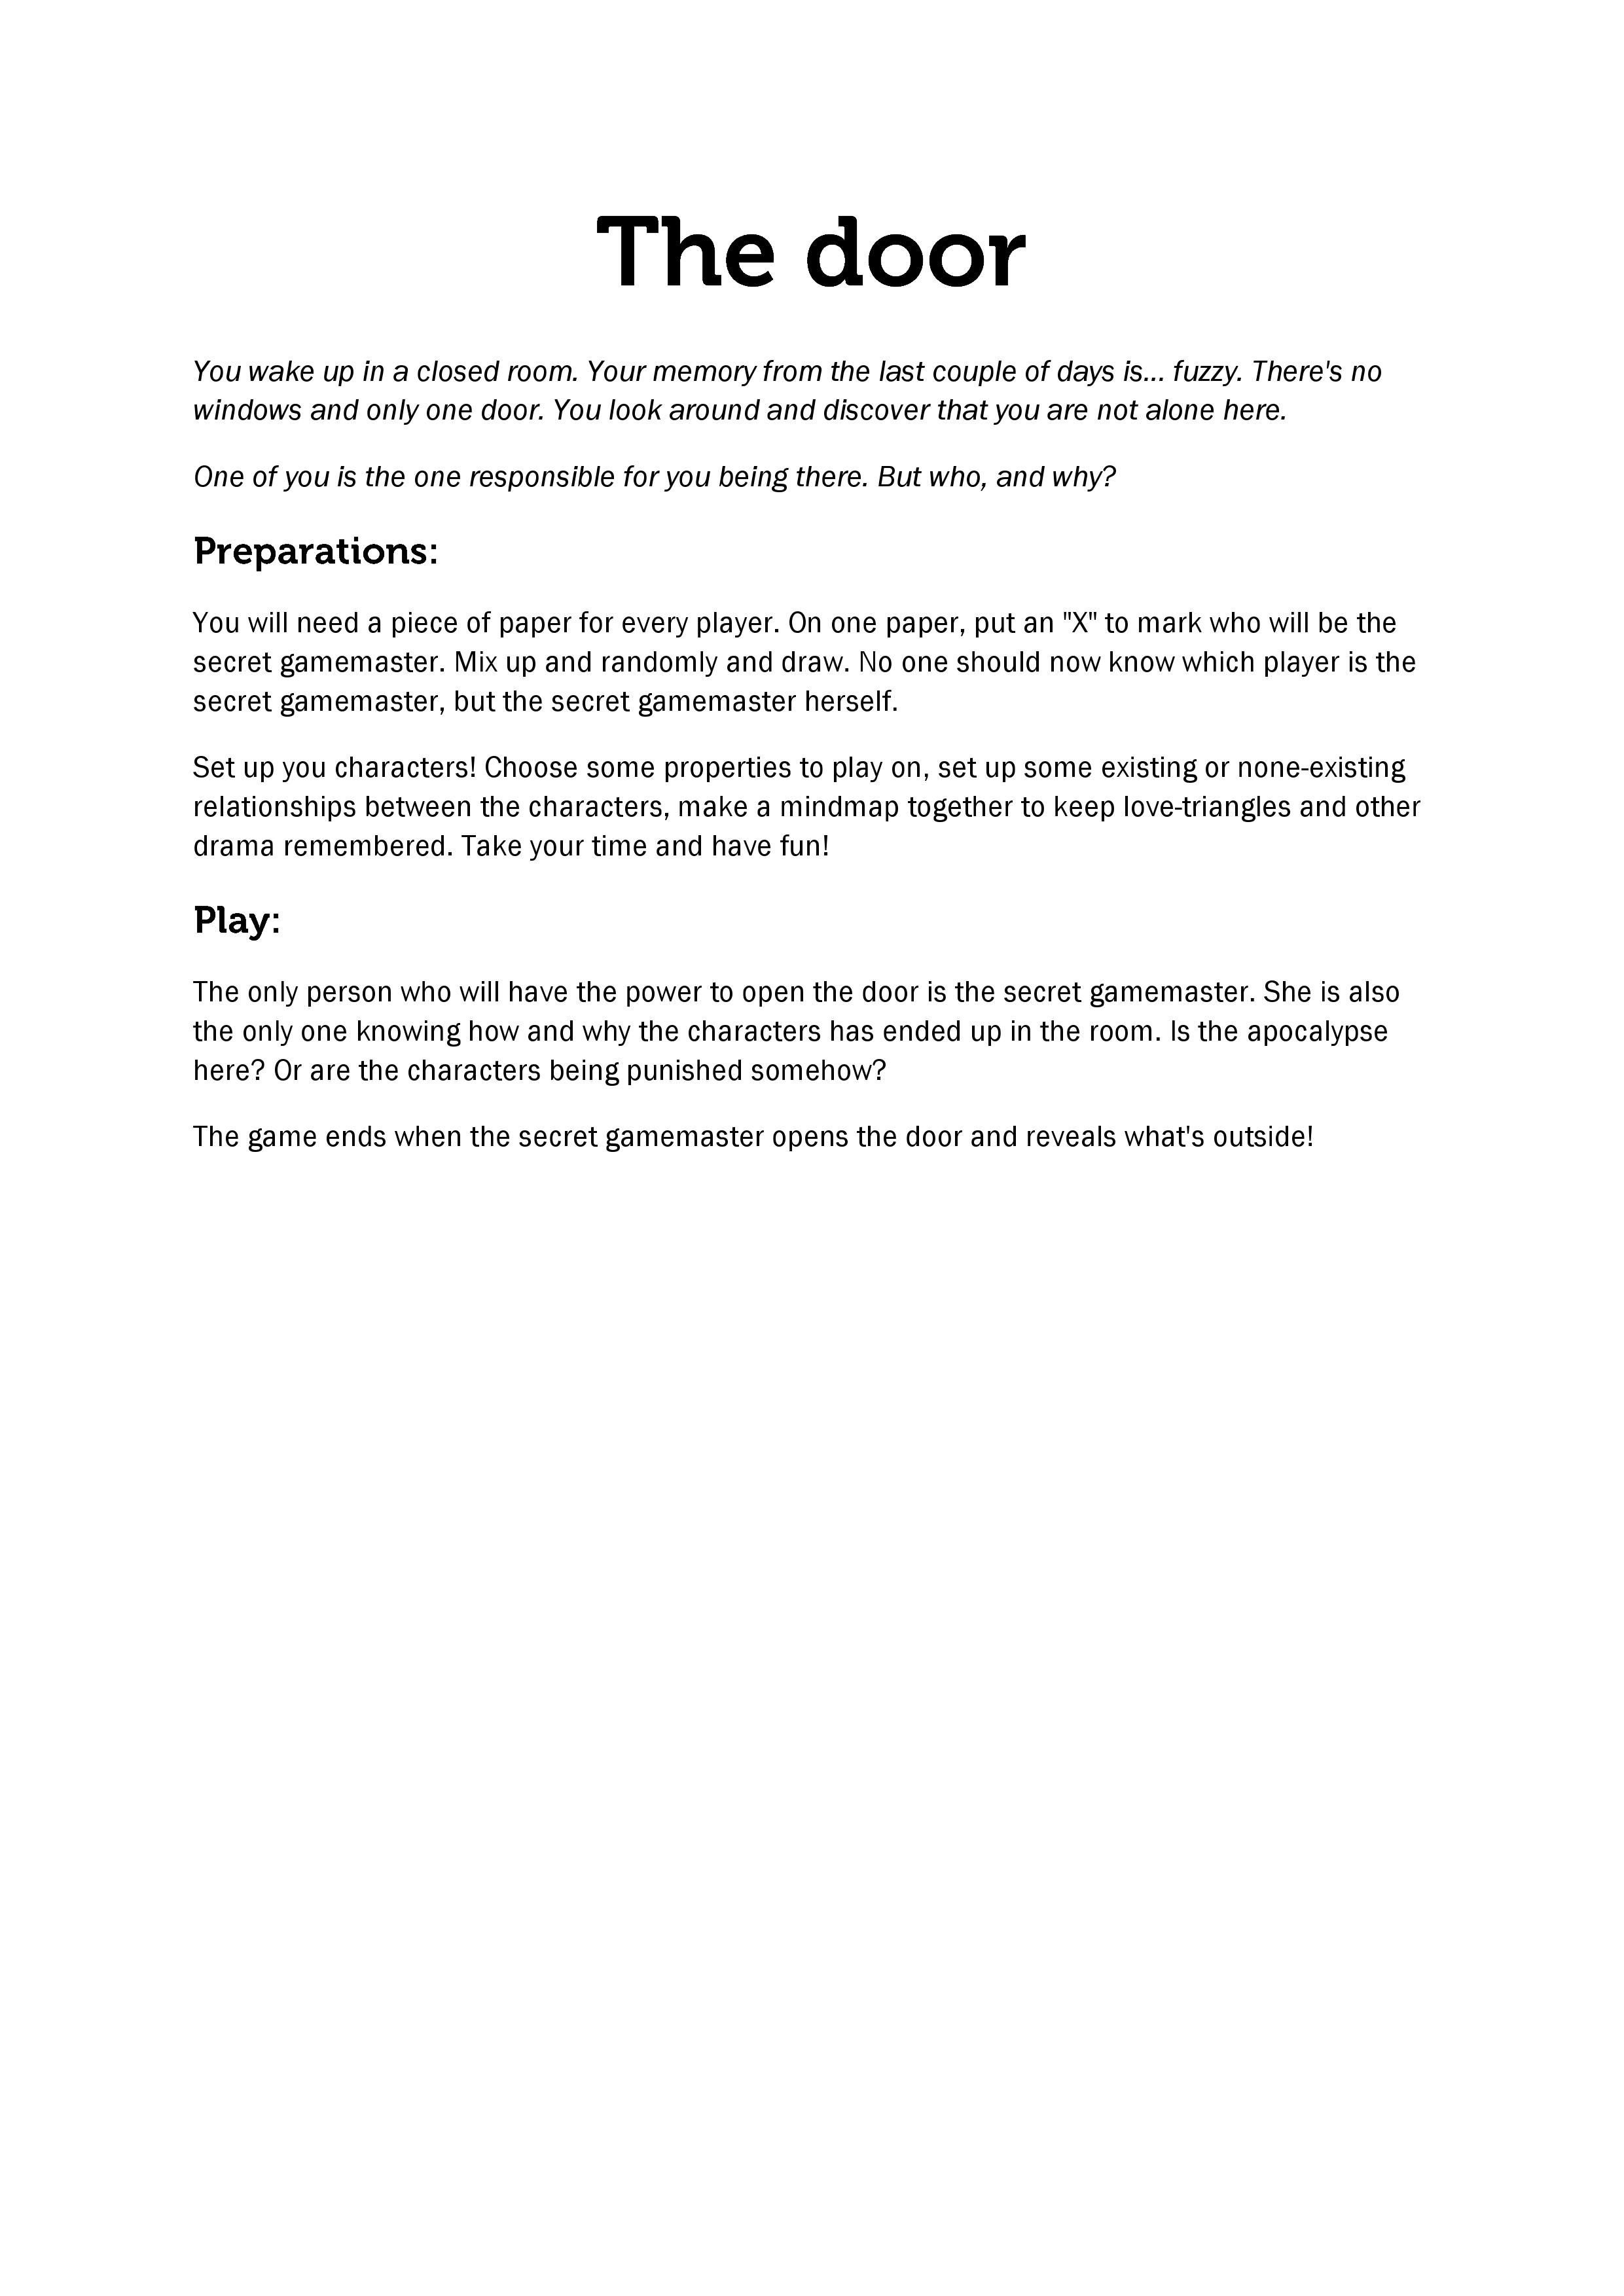 The door
You wake up in a closed room. Your memory from the last couple of days is... fuzzy. There's no
windows and only one door. You look around and discover that you are not alone here.
One of you is the one responsible for you being there. But who, and why?
Preparations:
You will need a piece of paper for every player. On one paper, put an "X" to mark who will be the
secret gamemaster. Mix up and randomly and draw. No one should now know which player is the
secret gamemaster, but the secret gamemaster herself.
Set up you characters! Choose some properties to play on, set up some existing or none-existing
relationships between the characters, make a mindmap together to keep love-triangles and other
drama remembered. Take your time and have fun!
Play:
The only person who will have the power to open the door is the secret gamemaster. She is also
the only one knowing how and why the characters has ended up in the room. Is the apocalypse
here? Or are the characters being punished somehow?
The game ends when the secret gamemaster opens the door and reveals what's outside!